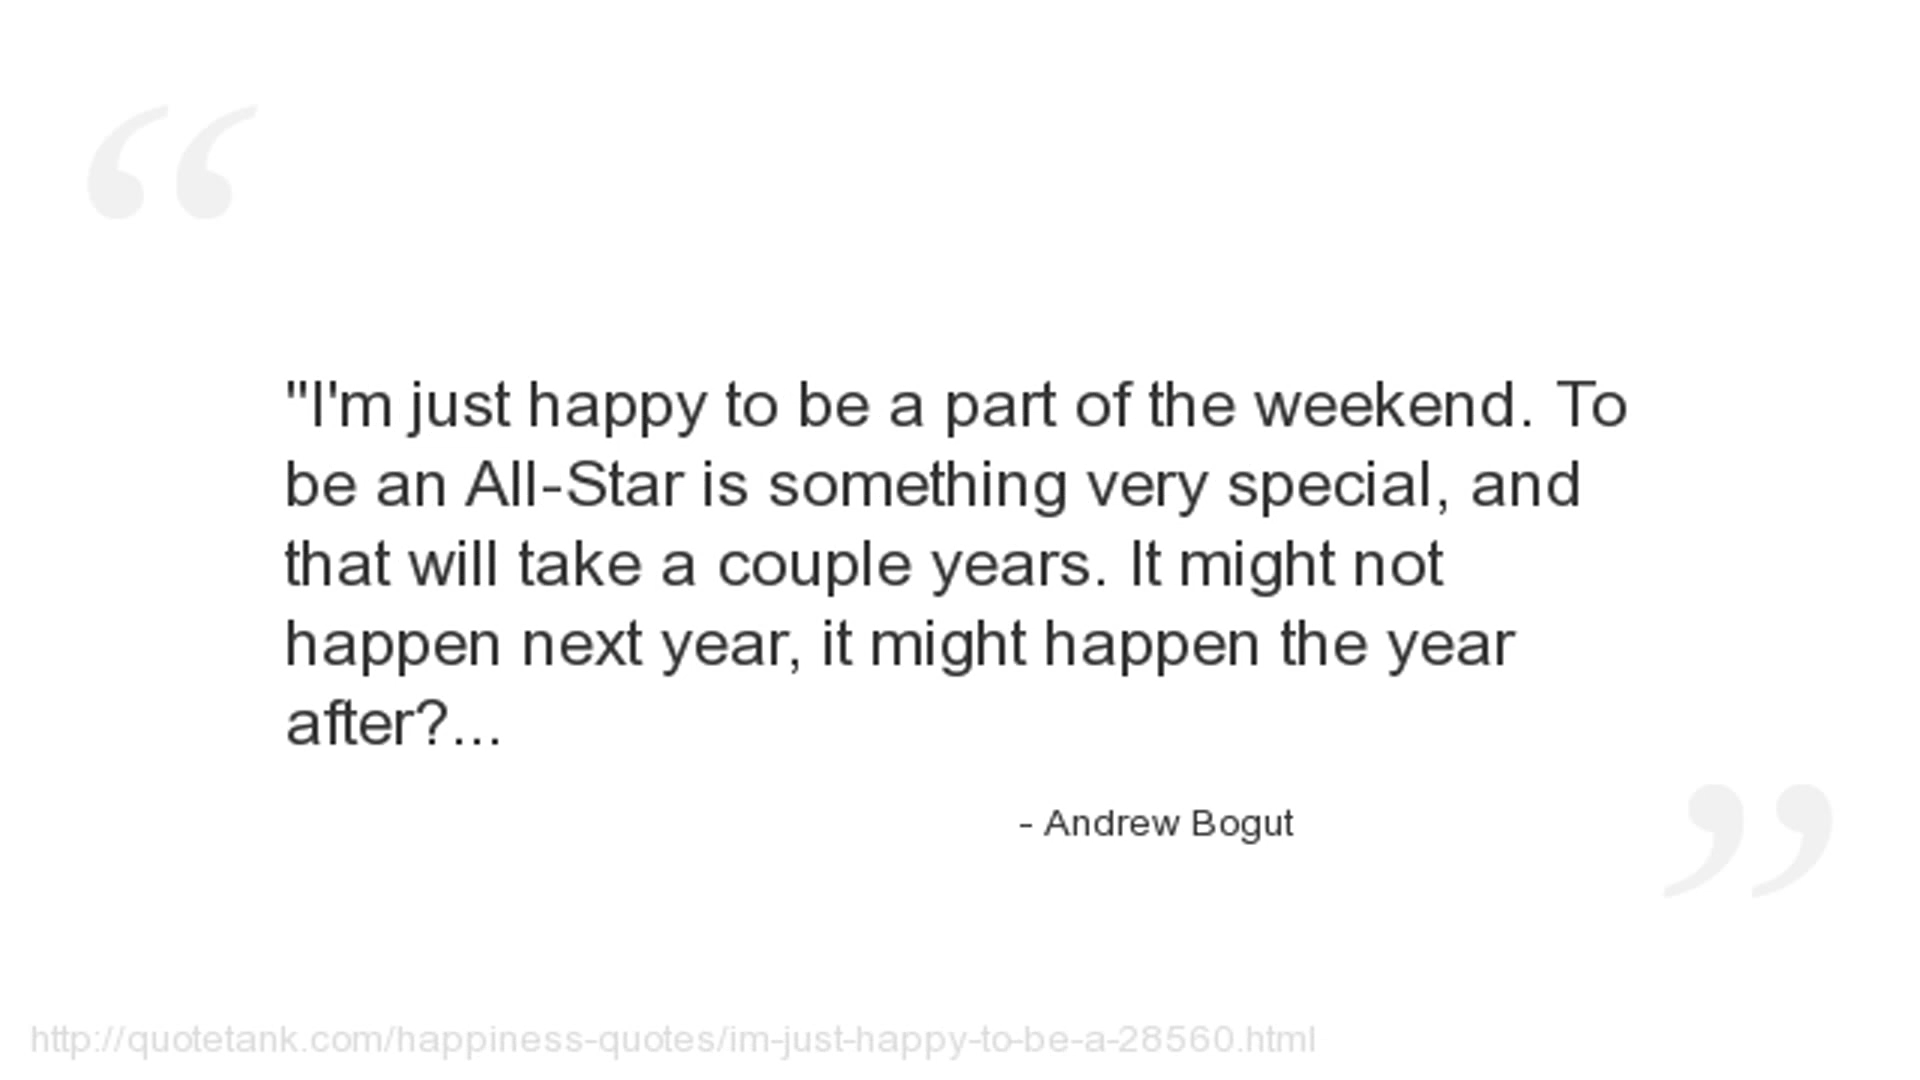 "I'm just happy to be a part of the weekend. To
be an All-Star is something very special, and
that will take a couple years. It might not
happen next year, it might happen the year
after?...
- Andrew Bogut
http://quotetank.com/happiness-quotes/im-just-happy-to-be-a-28560.html